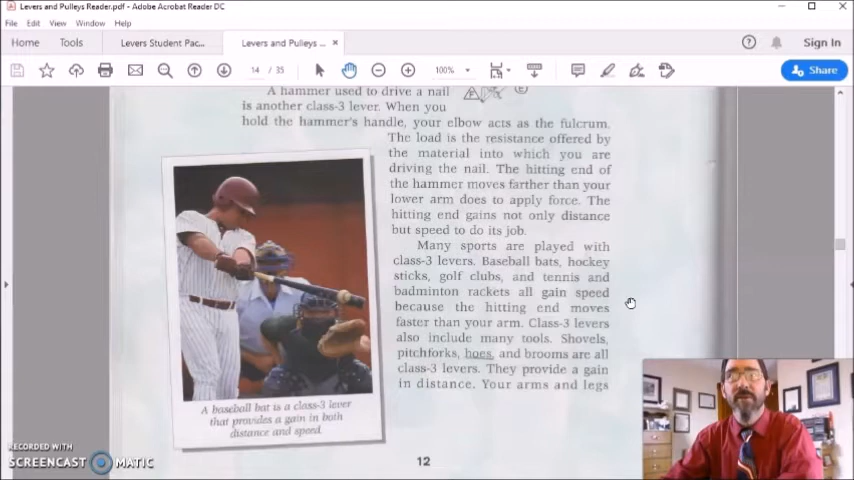 Levers and Pulleys Reader.pdf - Adobe Acrobat Reader DC
File Edit View Window Help
Home Tools Levers Student Pac... Levers and Pulleys ... × Sign In
14 / 35 100% Share
A hammer used to drive a nail
is another class-3 lever. When you
hold the hammer's handle, your elbow acts as the fulcrum.
The load is the resistance offered by
the material into which you are
driving the nail. The hitting end of
the hammer moves farther than your
lower arm does to apply force. The
hitting end gains not only distance
but speed to do its job.
Many sports are played with
class-3 levers. Baseball bats, hockey
sticks, golf clubs, and tennis and
badminton rackets all gain speed
because the hitting end moves
faster than your arm. Class-3 levers
also include many tools. Shovels,
pitchforks, hoes, and brooms are all
class-3 levers. They provide a gain
in distance. Your arms and legs
A baseball bat is a class-3 lever
that provides a gain in both
distance and speed.
12
RECORDED WITH
SCREENCAST MATIC